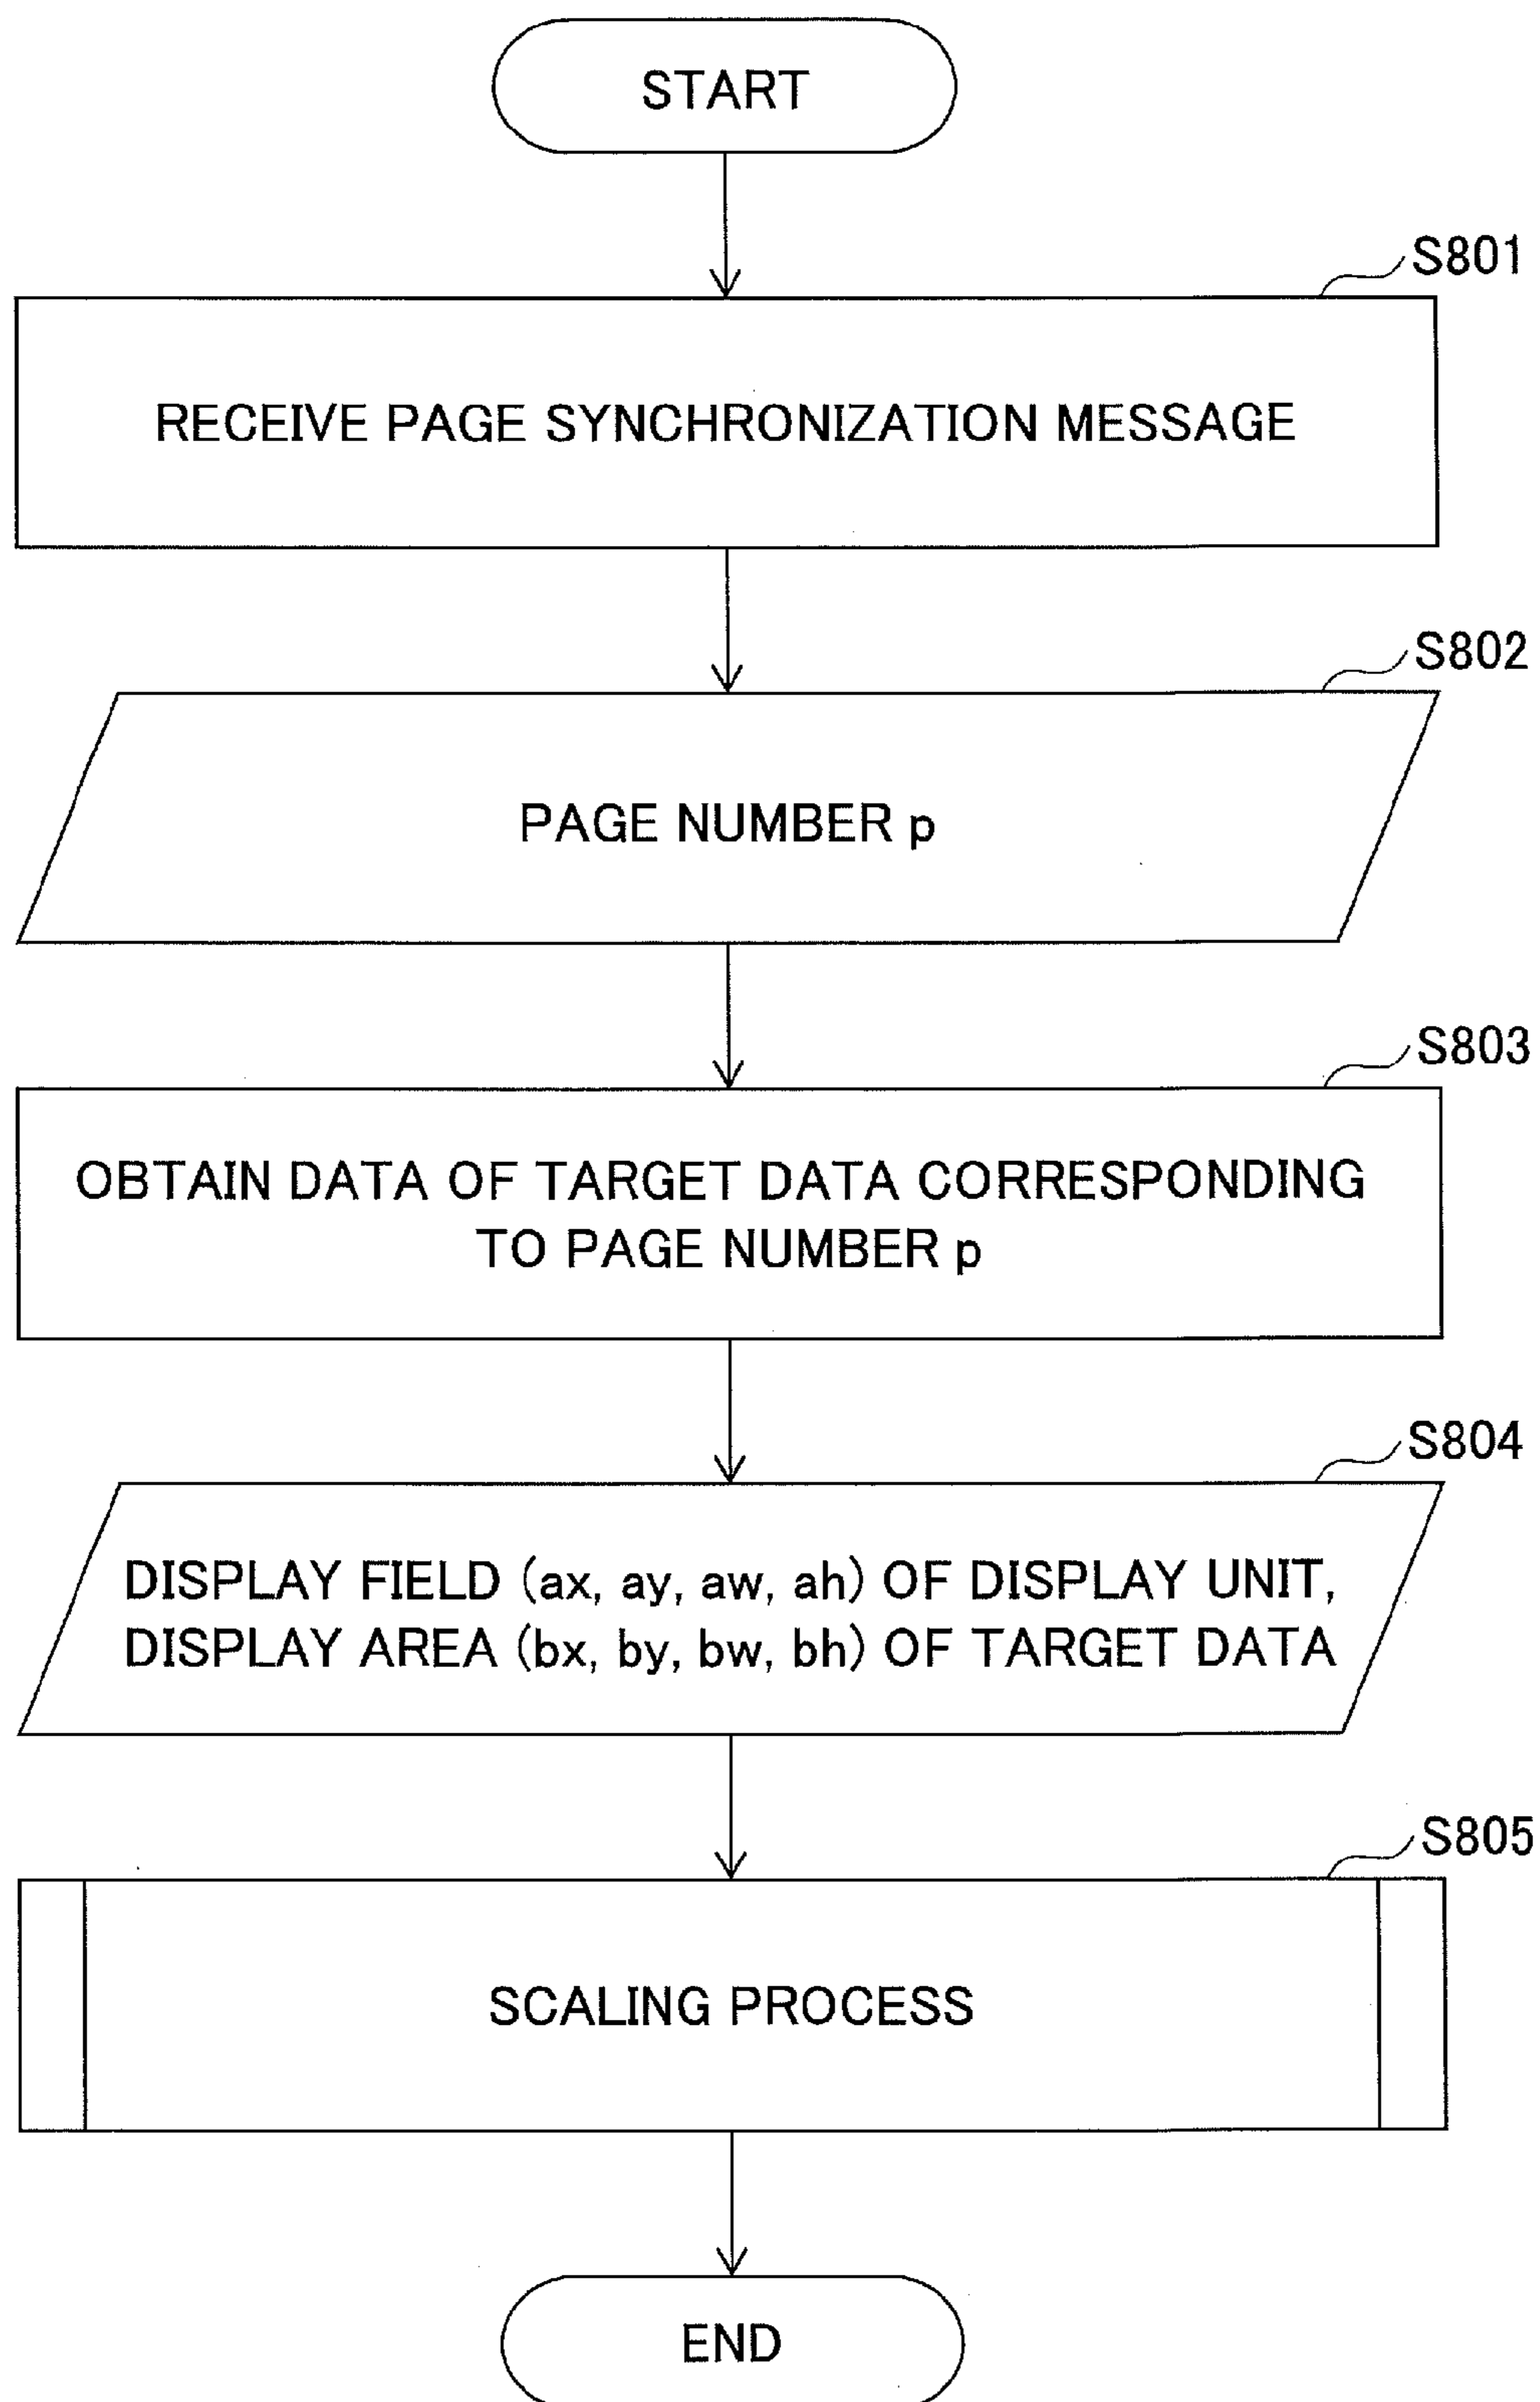 START
S801
RECEIVE PAGE SYNCHRONIZATION MESSAGE
S802
PAGE NUMBER p
S803
OBTAIN DATA OF TARGET DATA CORRESPONDING
TO PAGE NUMBER p
S804
DISPLAY FIELD (ax, ay, aw, ah) OF DISPLAY UNIT,
DISPLAY AREA (bx, by, bw, bh) OF TARGET DATA
S805
SCALING PROCESS
END